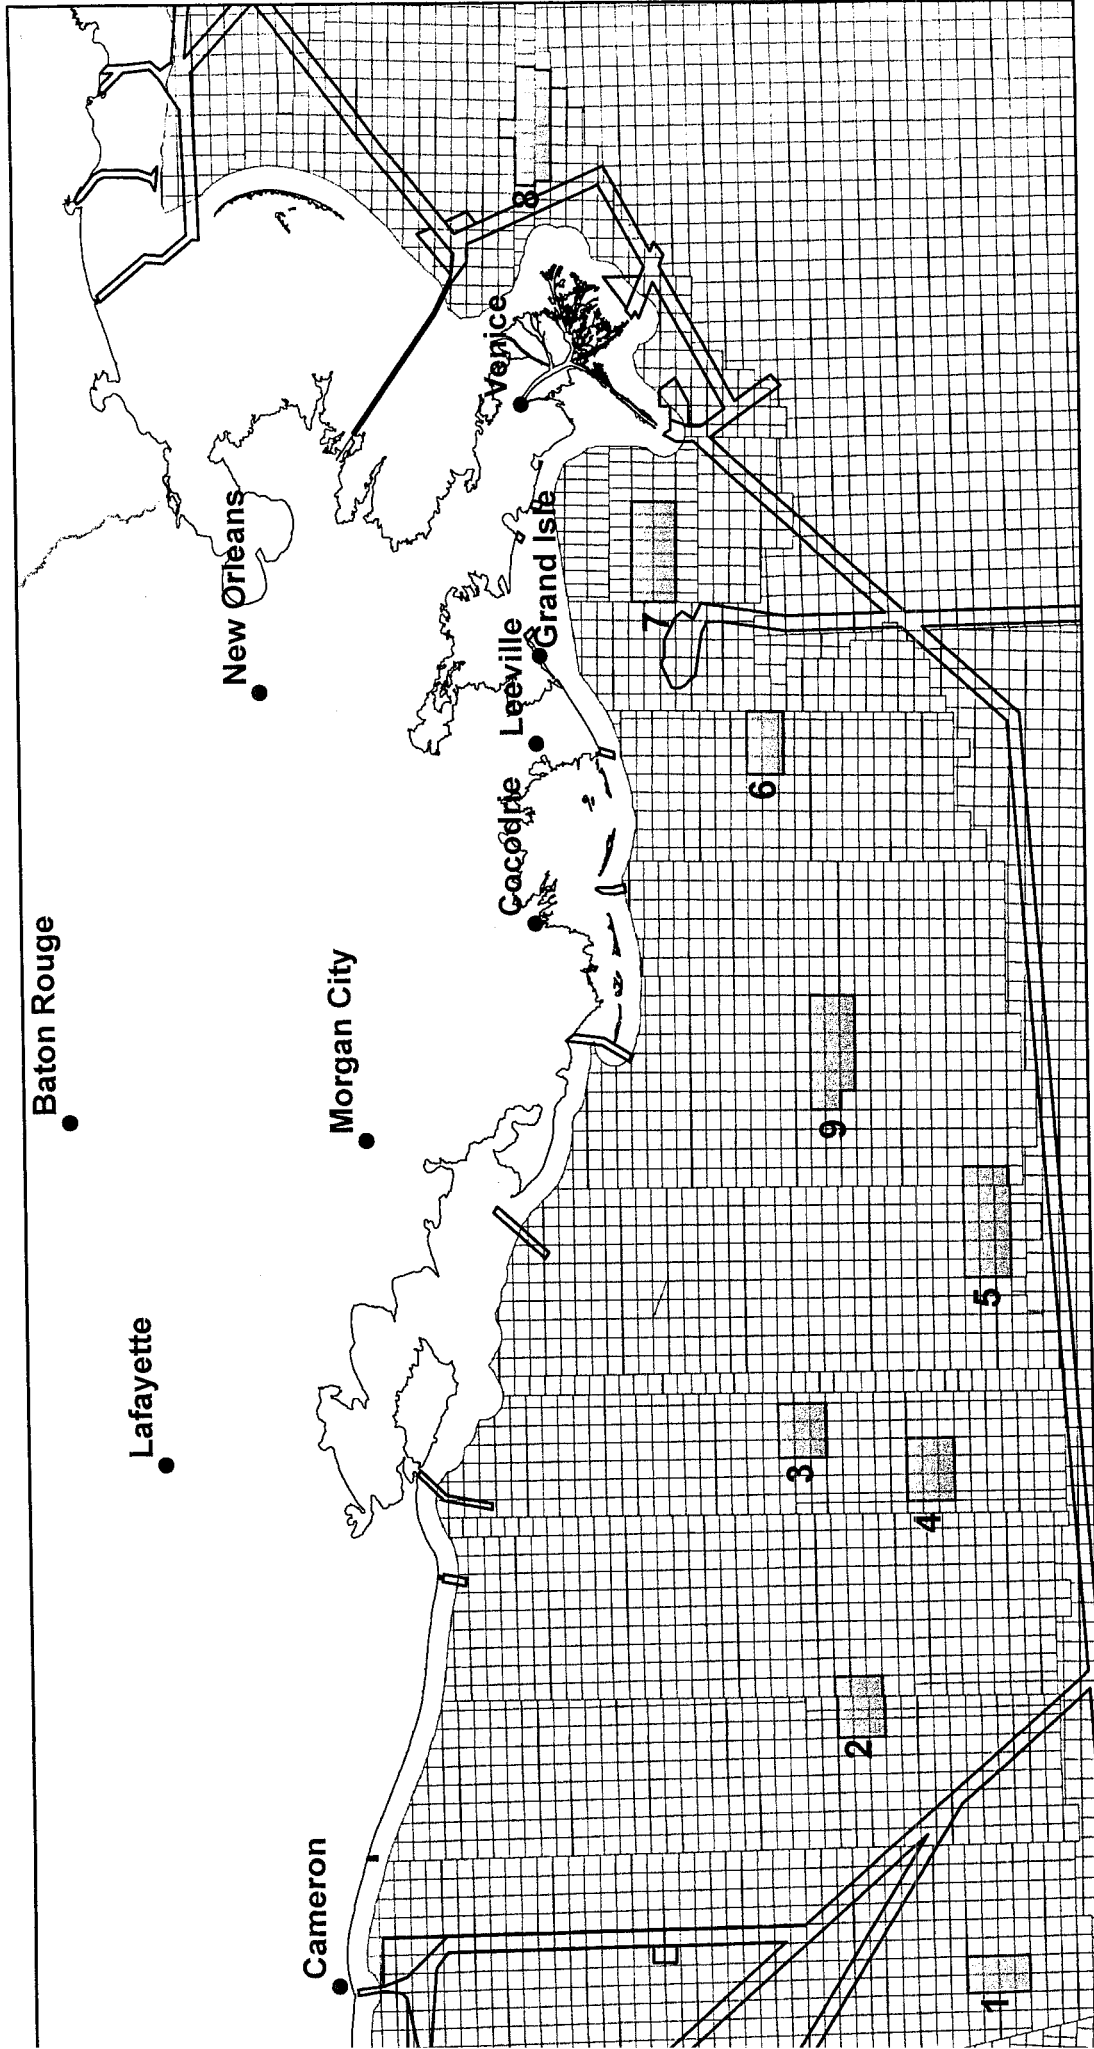 Baton Rouge
Lafayette
New Orleans
Cameron
Morgan City
Venice
Cocodrie
Leeville
Grand Isle
1
2
3
4
5
6
7
8
9